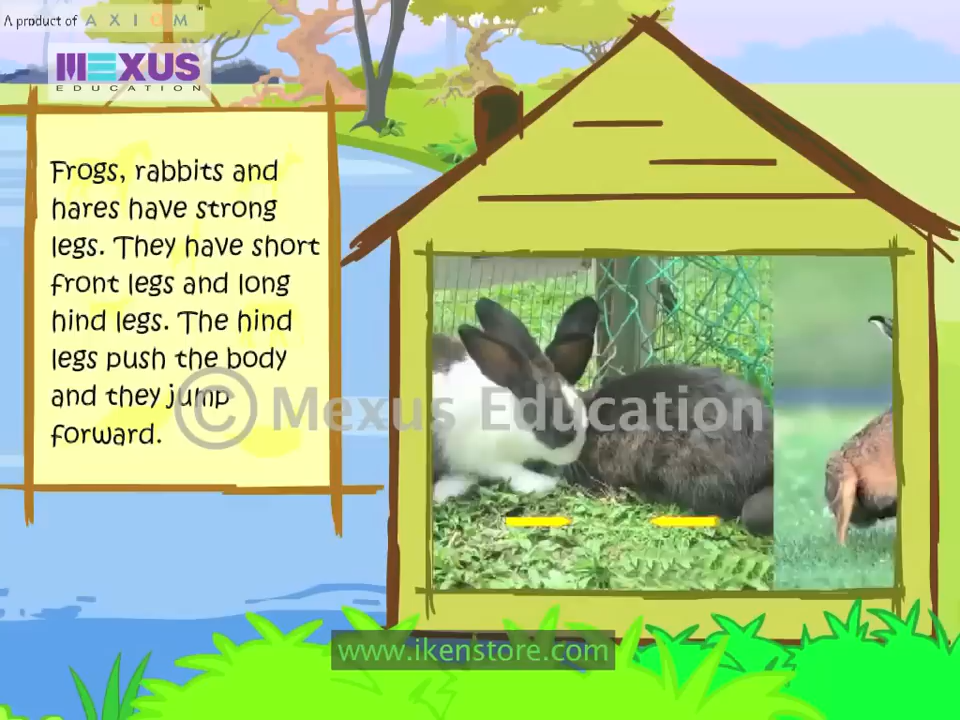 A product of AXIOM™
MEXUS
EDUCATION
Frogs, rabbits and
hares have strong
legs. They have short
front legs and long
hind legs. The hind
legs push the body
and they jump
forward.
© Mexus Education
www.ikenstore.com